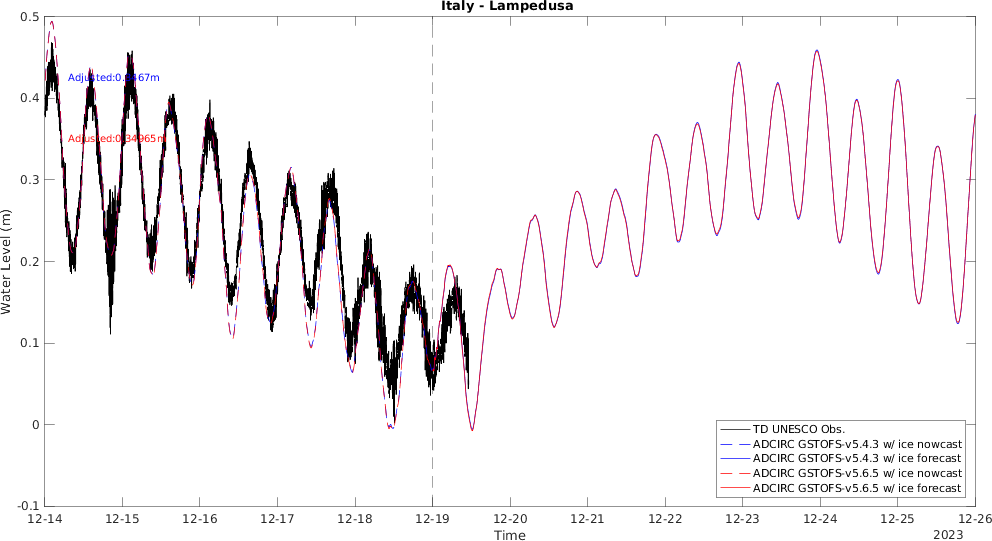 Italy - Lampedusa
Water Level (m)
0.5
0.4
0.3
0.2
0.1
0
-0.1
Adjusted:
Adjusted:0.34965m
12-14
12-15
12-16
12-17
12-18
12-19
12-20
12-21
12-22
12-23
12-24
12-25
12-26
Time
2023
TD UNESCO Obs.
ADCIRC GSTOFS-v5.4.3 w/ ice nowcast
ADCIRC GSTOFS-v5.4.3 w/ ice forecast
ADCIRC GSTOFS-v5.6.5 w/ ice nowcast
ADCIRC GSTOFS-v5.6.5 w/ ice forecast